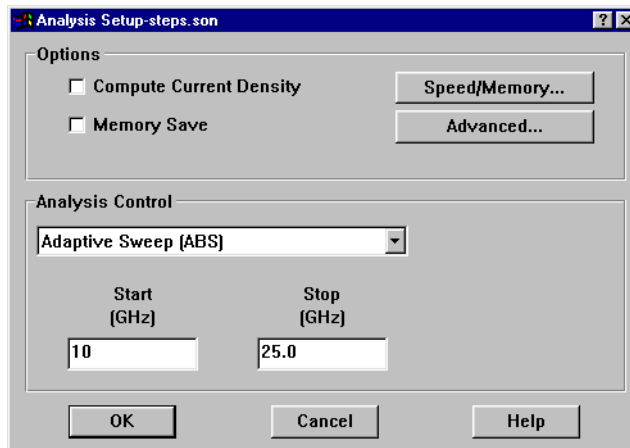 Analysis Setup-steps.son
Options
Compute Current Density
Speed/Memory...
Memory Save
Advanced...
Analysis Control
Adaptive Sweep (ABS)
Start Stop
(GHz) (GHz)
10 25.0
OK Cancel Help